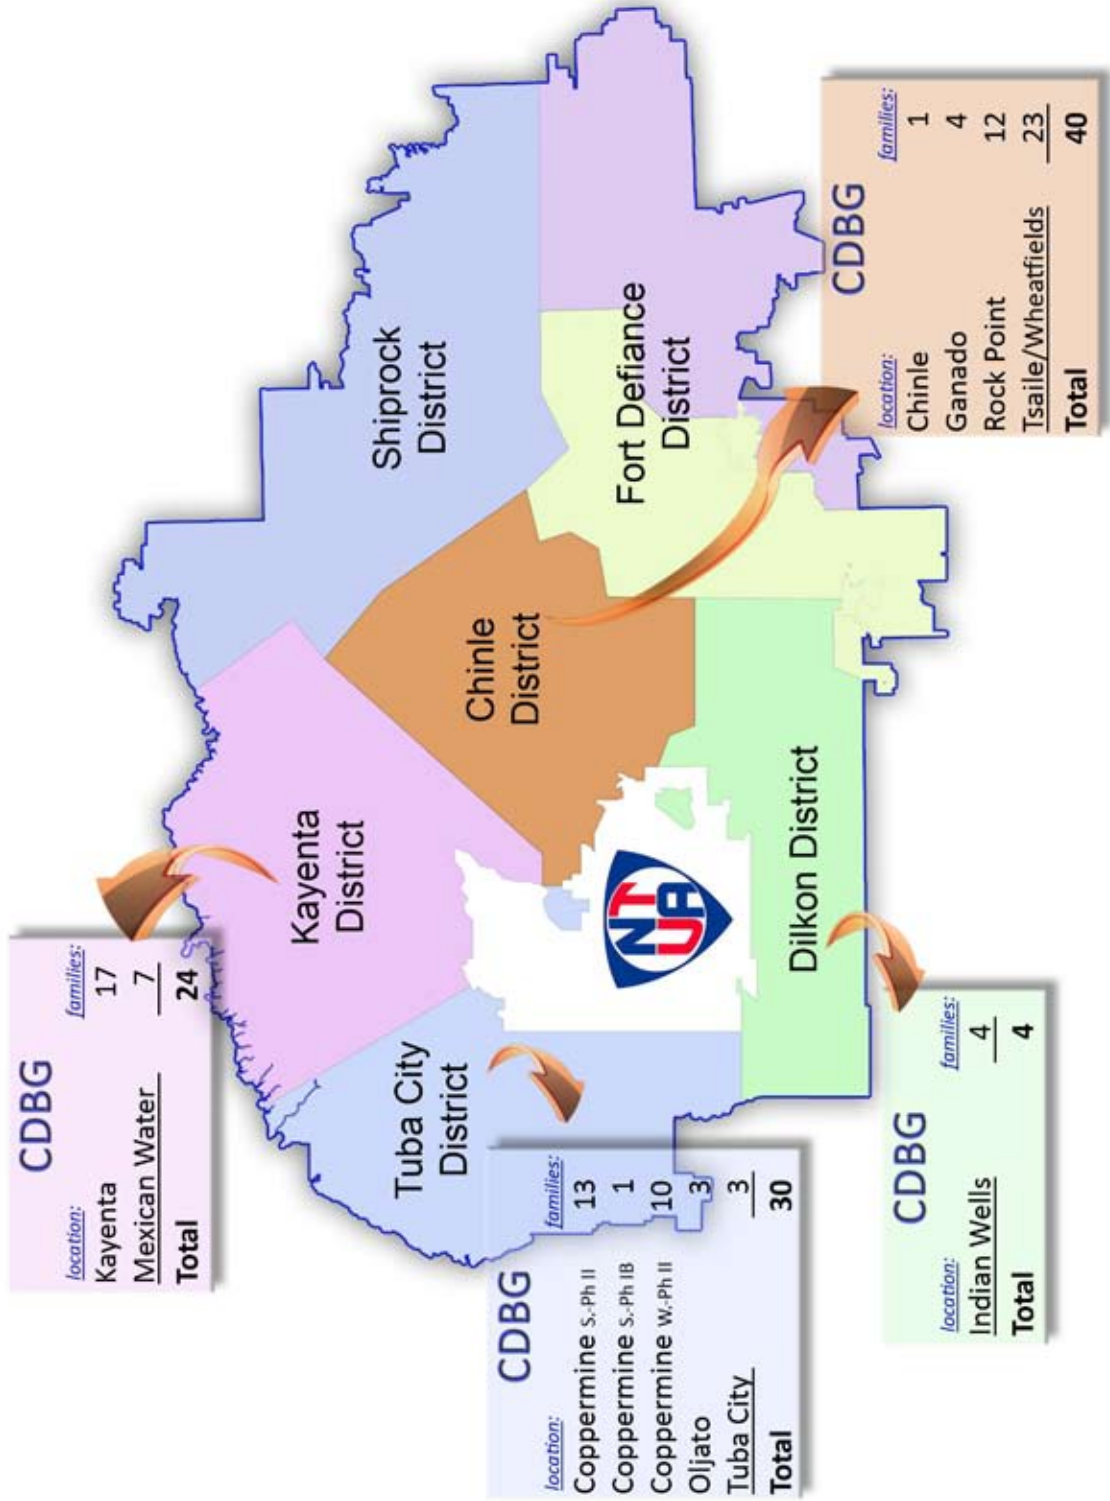 CDBG
location: families:
Kayenta 17
Mexican Water 7
Total 24
Kayenta
District
Shiprock
District
Tuba City
District
Chinle
District
Fort Defiance
District
Dilkon District
NT
UA
CDBG
location: families:
Coppermine S.-Ph II 13
Coppermine S.-Ph IB 1
Coppermine W.-Ph II 10
Oljato 3
Tuba City 3
Total 30
CDBG
location: families:
Indian Wells 4
Total 4
CDBG
location: families:
Chinle 1
Ganado 4
Rock Point 12
Tsaile/Wheatfields 23
Total 40